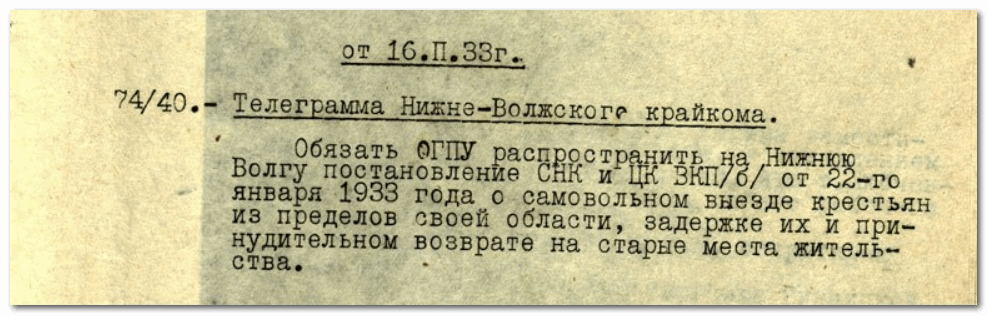 от 16.П.33г.
74/40.- Телеграмма Нижне-Волжского крайкома.
Обязать ОГПУ распространить на Нижнюю
Волгу постановление СНК и ЦК ВКП/б/ от 22-го
января 1933 года о самовольном выезде крестьян
из пределов своей области, задержке их и при-
нудительном возврате на старые места житель-
ства.